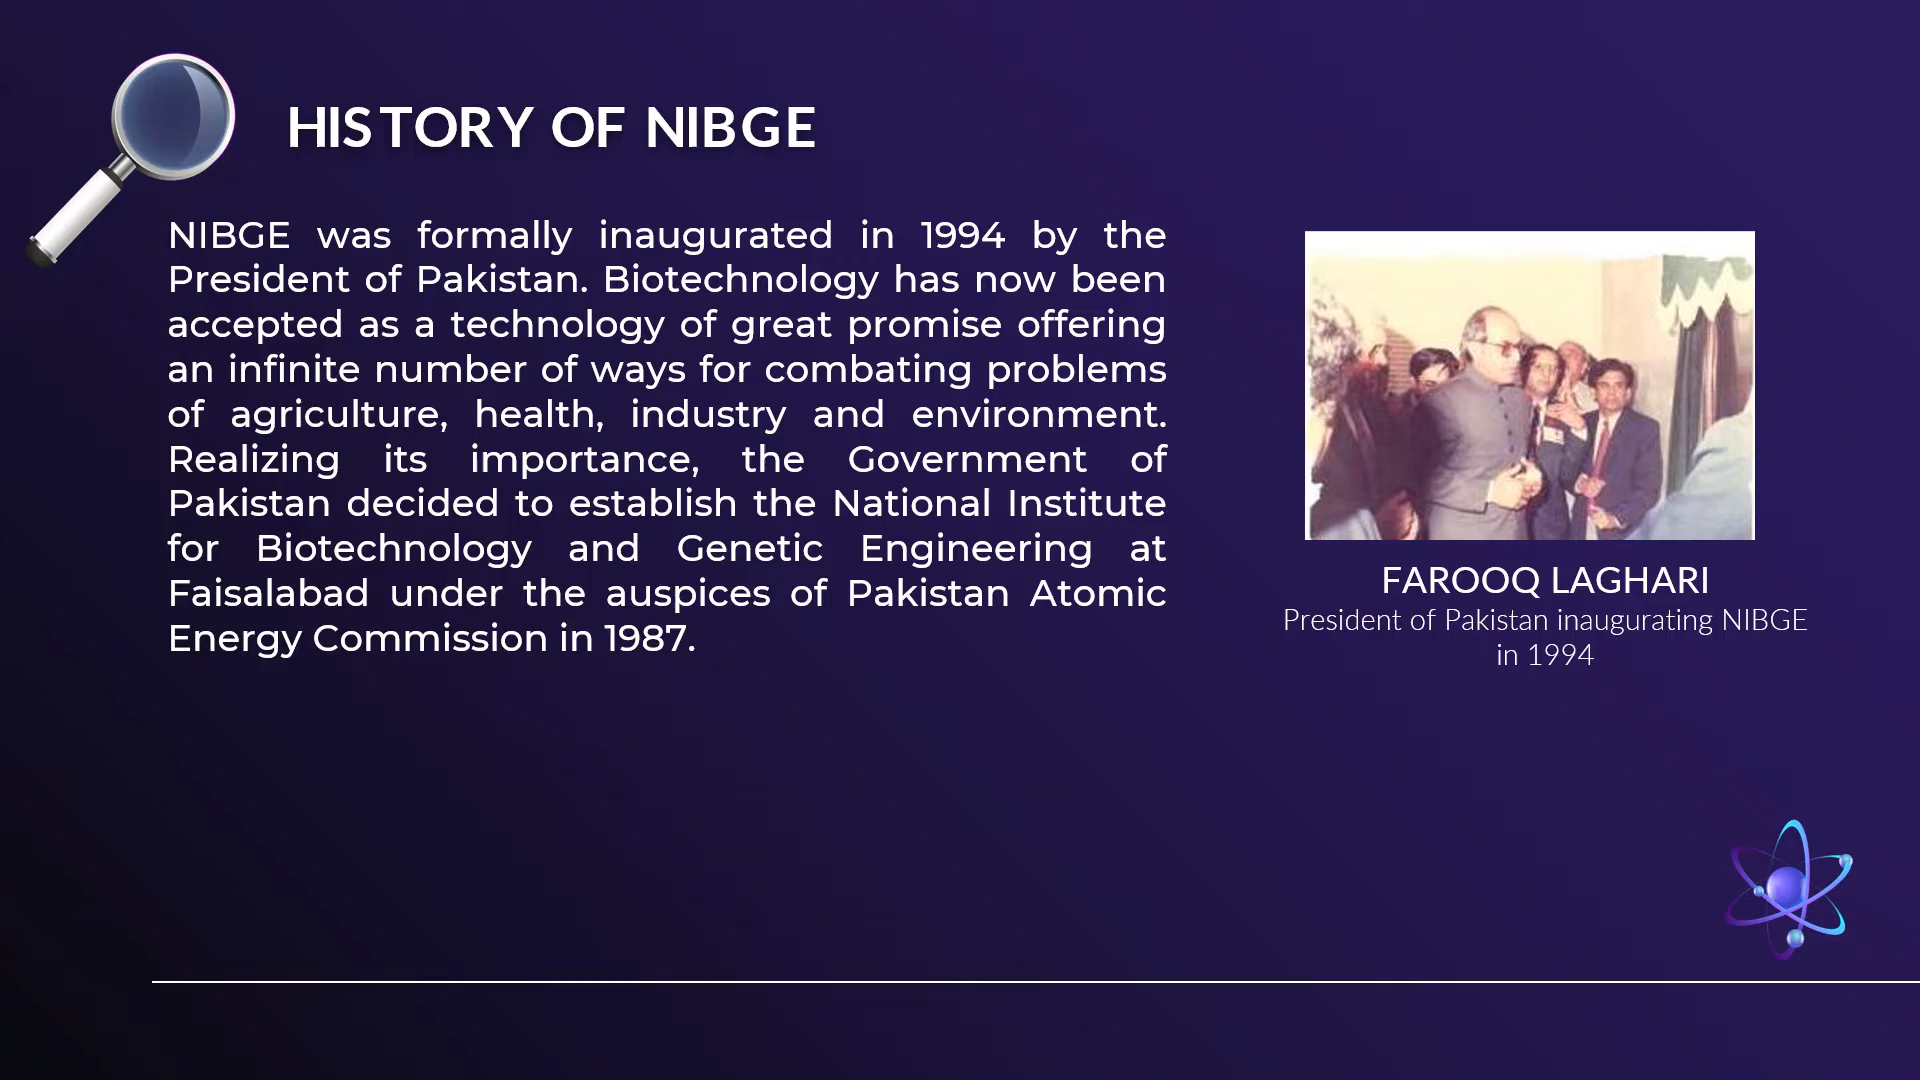 HISTORY OF NIBGE
NIBGE was formally inaugurated in 1994 by the
President of Pakistan. Biotechnology has now been
accepted as a technology of great promise offering
an infinite number of ways for combating problems
of agriculture, health, industry and environment.
Realizing its importance, the Government of
Pakistan decided to establish the National Institute
for Biotechnology and Genetic Engineering at
Faisalabad under the auspices of Pakistan Atomic
Energy Commission in 1987.
FAROOQ LAGHARI
President of Pakistan inaugurating NIBGE
in 1994